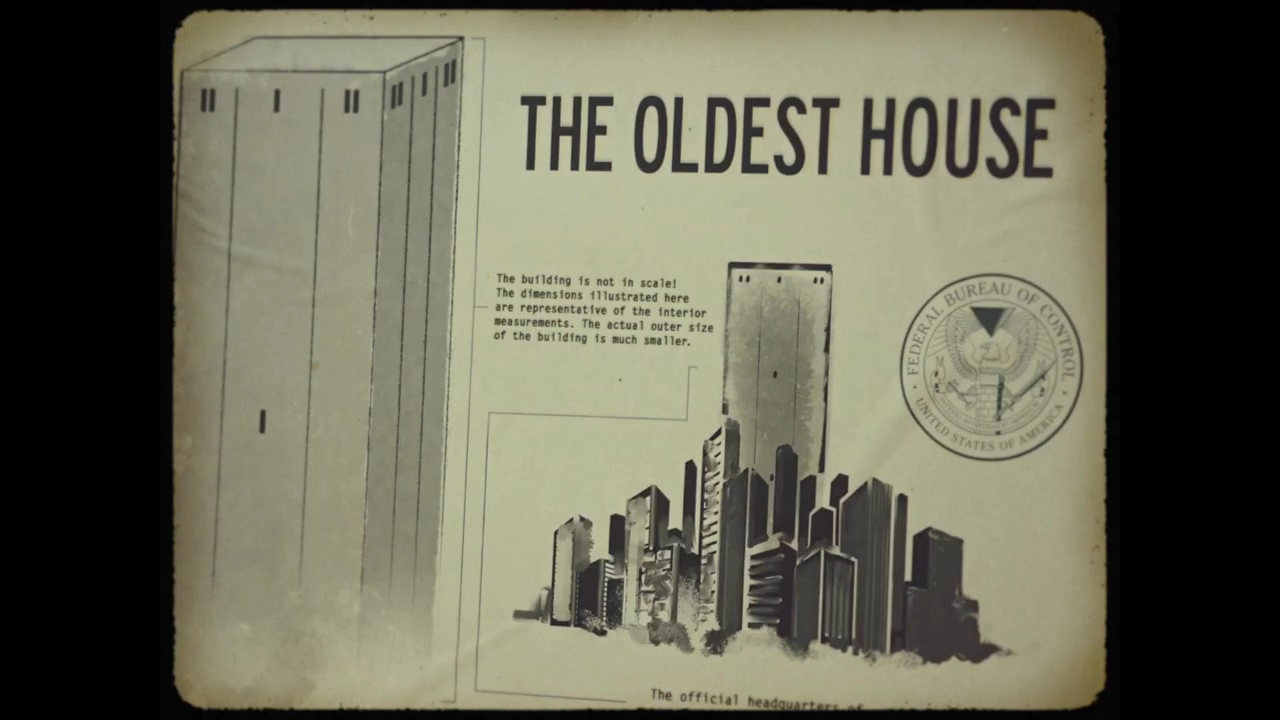 THE OLDEST HOUSE
The building is not in scale!
The dimensions illustrated here
are representative of the interior
measurements. The actual outer size
of the building is much smaller.
FEDERAL BUREAU OF CONTROL
UNITED STATES OF AMERICA
The official headquarters of